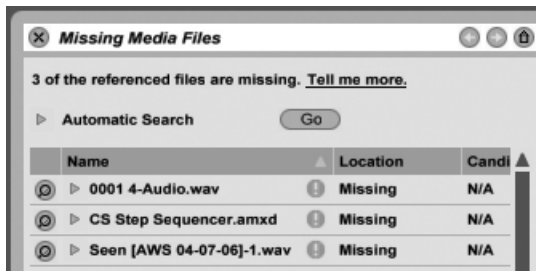 Missing Media Files
3 of the referenced files are missing. Tell me more.
Automatic Search Go
Name Location Candi
0001 4-Audio.wav Missing N/A
CS Step Sequencer.amxd Missing N/A
Seen [AWS 04-07-06]-1.wav Missing N/A